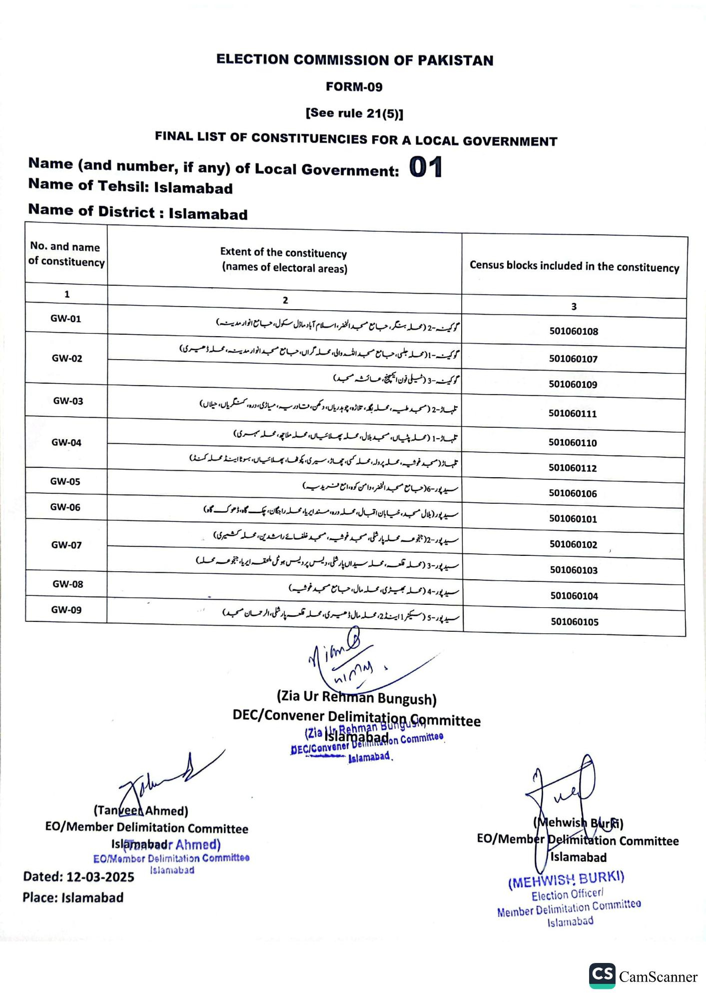 ELECTION COMMISSION OF PAKISTAN
FORM-09
[See rule 21(5)]
FINAL LIST OF CONSTITUENCIES FOR A LOCAL GOVERNMENT
Name (and number, if any) of Local Government: 01
Name of Tehsil: Islamabad
Name of District : Islamabad
No. and name of constituency
Extent of the constituency
(names of electoral areas)
Census blocks included in the constituency
1 2 3
GW-01 گوکینہ-2 (محلہ بنگر، جامع مسجد الخضر، اسلام آباد ماڈل سکول، جامع انوار مدینہ) 501060108
GW-02 گوکینہ-1(محلہ جلی، جامع مسجد اللہ والی، محلہ گراں، جامع مسجد انوار مدینہ، محلہ ڈھیری) 501060107
گوکینہ-3 (ٹیلی فون ایکسچینج، عائشہ مسجد) 501060109
GW-03 تلہاڑ-2 (مسجد طیبہ، محلہ بنگلہ، تلاڑہ، چوہدریاں، دکھن، قادریہ، میاڑی، درہ، کنگریاں، جیلاں) 501060111
GW-04 تلہاڑ-1 (محلہ پٹیاں، مسجد بلال، محلہ پھلائیاں، محلہ ملاچھ، محلہ مہری) 501060110
تلہاڑ(مسجد غوثیہ، محلہ پرولہ، محلہ کسی، چھاڑ، سیری، پکوٹھا، پھلائیاں، بوٹا اینڈ محلہ کنڈ) 501060112
GW-05 سیدپور-6(جامع مسجد الخضر، دامن کوہ، فریدیہ) 501060106
GW-06 سیدپور(بلال مسجد، خیابان اقبال، محلہ درہ، مندایریا، محلہ راجگان، چک گاہ، ڈھوک گاہ) 501060101
GW-07 سیدپور-2(جنجوعہ محلہ پارشلی، مسجد غوثیہ، مسجد خلفائے راشدین، محلہ کشمیری) 501060102
سیدپور-3 (محلہ قلعہ، محلہ سیداں پارشلی، دیس پردیس ہوٹل ملحقہ ایریا، جنجوعہ محلہ) 501060103
GW-08 سیدپور-4 (محلہ بھیڑی، محلہ مال، جامع مسجد غوثیہ) 501060104
GW-09 سیدپور-5 (سیکٹر 1 اینڈ 2، محلہ مال ڈھیری، محلہ قلعہ پارشلی، الرحمان مسجد) 501060105
(Zia Ur Rehman Bungush)
DEC/Convener Delimitation Committee
Islamabad
(Zia Ur Rehman Bungush)
DEC/Convener Delimitation Committee
Islamabad.
(Tanveer Ahmed)
EO/Member Delimitation Committee
Islamabad
(Tanveer Ahmed)
EO/Member Delimitation Committee
Islamabad
(Mehwish Burki)
EO/Member Delimitation Committee
Islamabad
(MEHWISH BURKI)
Election Officer/
Member Delimitation Committee
Islamabad
Dated: 12-03-2025
Place: Islamabad
CS CamScanner